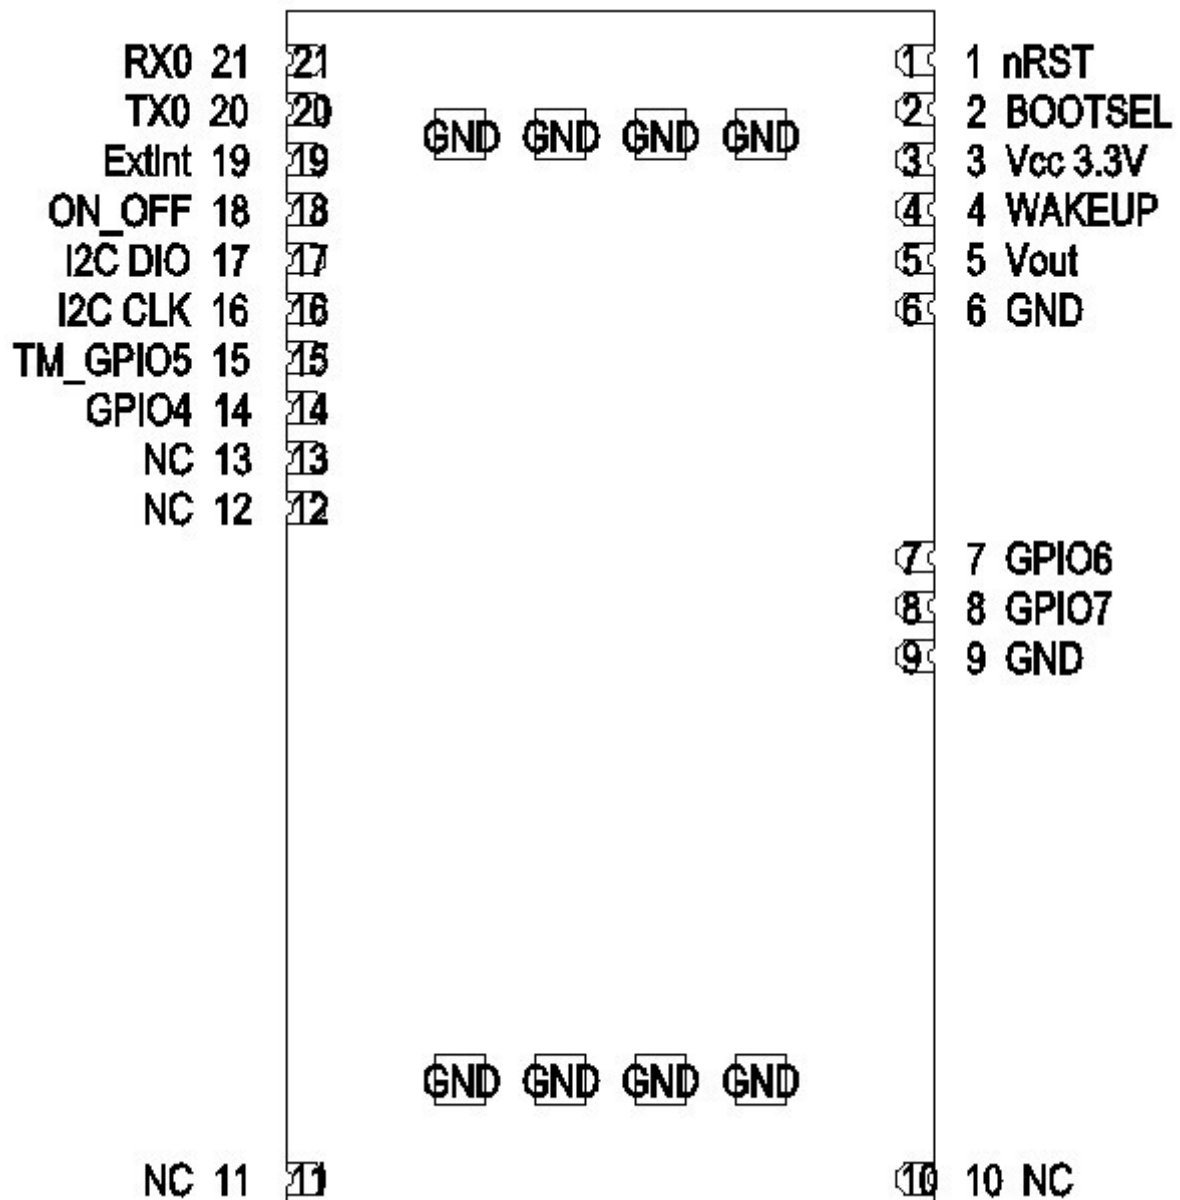 RX0 21 21 1 1 nRST
TX0 20 20 GND GND GND GND 2 2 BOOTSEL
ExtInt 19 19 3 3 Vcc 3.3V
ON_OFF 18 18 4 4 WAKEUP
I2C DIO 17 17 5 5 Vout
I2C CLK 16 16 6 6 GND
TM_GPIO5 15 15
GPIO4 14 14
NC 13 13
NC 12 12
7 7 GPIO6
8 8 GPIO7
9 9 GND
GND GND GND GND
NC 11 11 10 10 NC